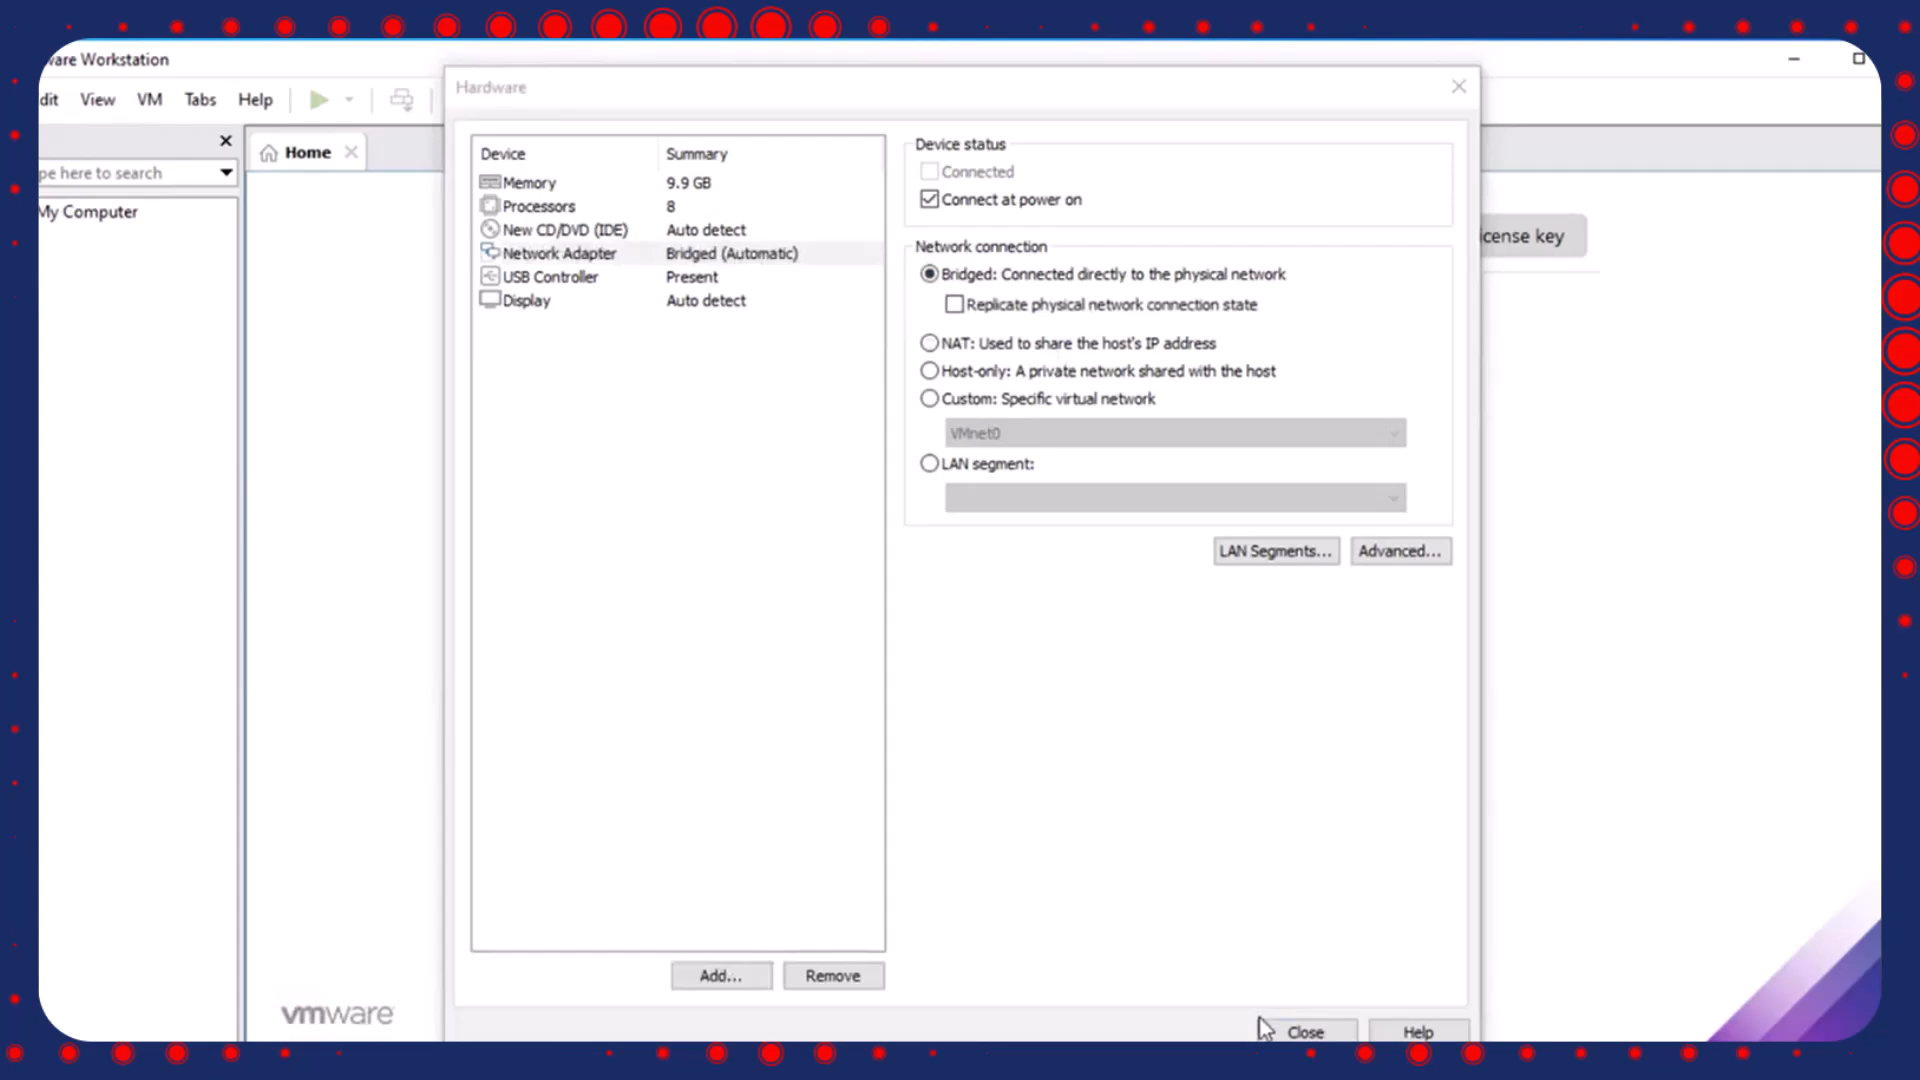 ware Workstation
dit View VM Tabs Help
Home
pe here to search
My Computer
Hardware
Device Summary
Memory 9.9 GB
Processors 8
New CD/DVD (IDE) Auto detect
Network Adapter Bridged (Automatic)
USB Controller Present
Display Auto detect
Add...
Remove
Device status
Connected
Connect at power on
Network connection
Bridged: Connected directly to the physical network
Replicate physical network connection state
NAT: Used to share the host's IP address
Host-only: A private network shared with the host
Custom: Specific virtual network
VMnet0
LAN segment:
LAN Segments...
Advanced...
Close
Help
icense key
vmware